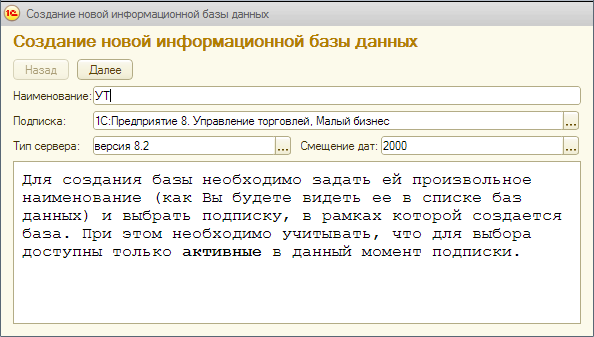 1С Создание новой информационной базы данных
Создание новой информационной базы данных
Назад Далее
Наименование: УТ
Подписка: 1С:Предприятие 8. Управление торговлей, Малый бизнес ...
Тип сервера: версия 8.2 ... Смещение дат: 2000 ...
Для создания базы необходимо задать ей произвольное
наименование (как Вы будете видеть ее в списке баз
данных) и выбрать подписку, в рамках которой создается
база. При этом необходимо учитывать, что для выбора
доступны только активные в данный момент подписки.